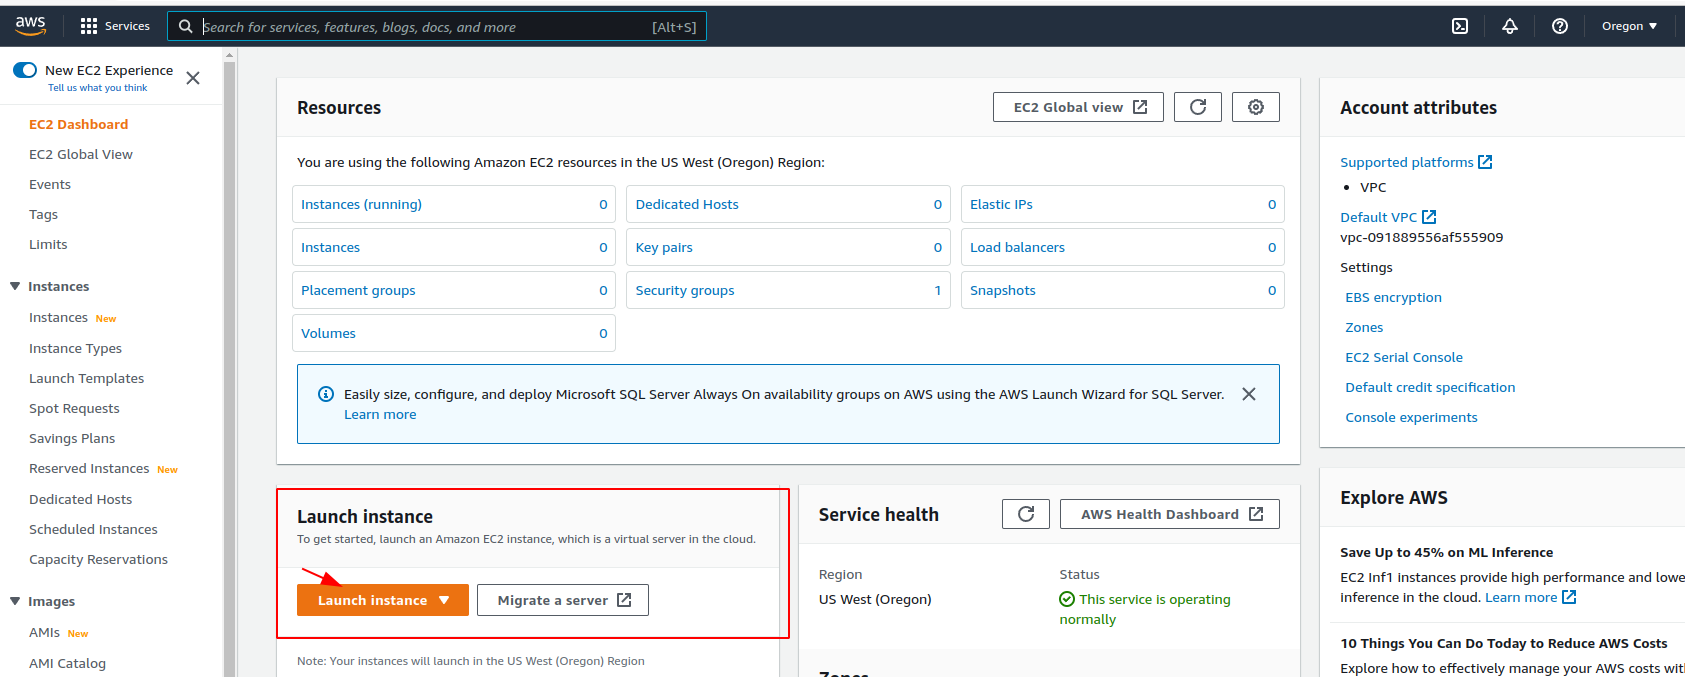 aws
Services
Search for services, features, blogs, docs, and more
[Alt+S]
Oregon
New EC2 Experience
Tell us what you think
EC2 Dashboard
EC2 Global View
Events
Tags
Limits
Instances
Instances New
Instance Types
Launch Templates
Spot Requests
Savings Plans
Reserved Instances New
Dedicated Hosts
Scheduled Instances
Capacity Reservations
Images
AMIs New
AMI Catalog
Resources
EC2 Global view
You are using the following Amazon EC2 resources in the US West (Oregon) Region:
Instances (running) 0
Dedicated Hosts 0
Elastic IPs 0
Instances 0
Key pairs 0
Load balancers 0
Placement groups 0
Security groups 1
Snapshots 0
Volumes 0
Easily size, configure, and deploy Microsoft SQL Server Always On availability groups on AWS using the AWS Launch Wizard for SQL Server.
Learn more
Launch instance
To get started, launch an Amazon EC2 instance, which is a virtual server in the cloud.
Launch instance
Migrate a server
Note: Your instances will launch in the US West (Oregon) Region
Service health
AWS Health Dashboard
Region
US West (Oregon)
Status
This service is operating
normally
Zones
Account attributes
Supported platforms
• VPC
Default VPC
vpc-091889556af555909
Settings
EBS encryption
Zones
EC2 Serial Console
Default credit specification
Console experiments
Explore AWS
Save Up to 45% on ML Inference
EC2 Inf1 instances provide high performance and lowe
inference in the cloud. Learn more
10 Things You Can Do Today to Reduce AWS Costs
Explore how to effectively manage your AWS costs wit